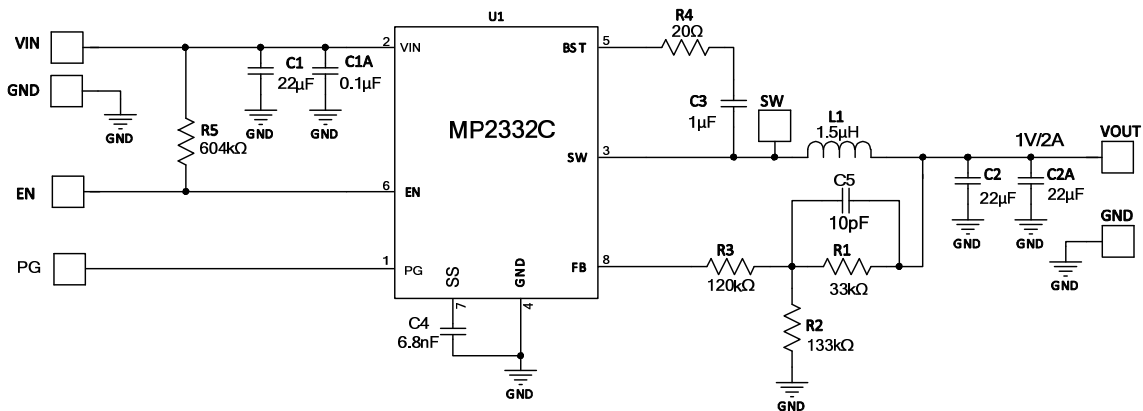 U1
VIN
GND
GND
2
VIN
C1
22µF
GND
C1A
0.1µF
GND
R5
604kΩ
EN
6
EN
PG
1
PG
MP2332C
BST
5
R4
20Ω
C3
1µF
SW
SW
3
L1
1.5µH
1V/2A
VOUT
C2
22µF
GND
C2A
22µF
GND
GND
GND
C5
10pF
FB
8
R3
120kΩ
R1
33kΩ
R2
133kΩ
GND
SS
7
GND
4
C4
6.8nF
GND